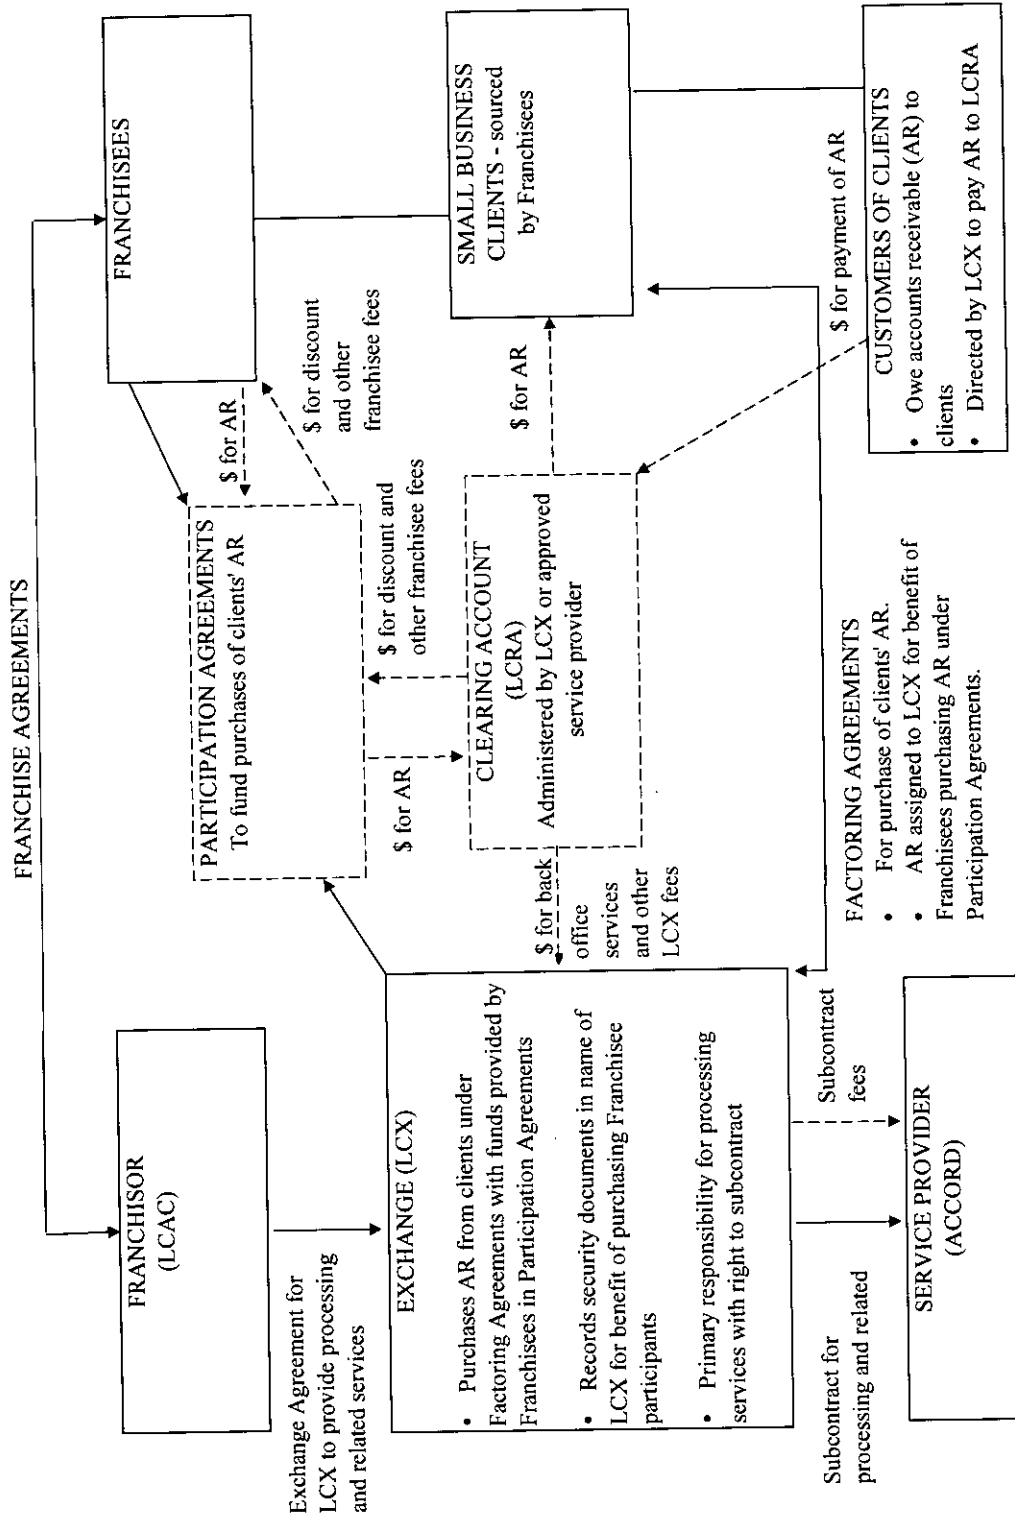 FRANCHISE AGREEMENTS
FRANCHISOR
(LCAC)
FRANCHISEES
Exchange Agreement for
LCX to provide processing
and related services
PARTICIPATION AGREEMENTS
To fund purchases of clients' AR
$ for AR
$ for discount
and other
franchisee fees
EXCHANGE (LCX)
• Purchases AR from clients under
Factoring Agreements with funds provided by
Franchisees in Participation Agreements
• Records security documents in name of
LCX for benefit of purchasing Franchisee
participants
• Primary responsibility for processing
services with right to subcontract
$ for AR
$ for discount and
other franchisee fees
$ for back
office
services
and other
LCX fees
CLEARING ACCOUNT
(LCRA)
Administered by LCX or approved
service provider
$ for AR
SMALL BUSINESS
CLIENTS - sourced
by Franchisees
Subcontract for
processing and related
Subcontract
fees
SERVICE PROVIDER
(ACCORD)
FACTORING AGREEMENTS
• For purchase of clients' AR.
• AR assigned to LCX for benefit of
Franchisees purchasing AR under
Participation Agreements.
$ for payment of AR
CUSTOMERS OF CLIENTS
• Owe accounts receivable (AR) to
clients
• Directed by LCX to pay AR to LCRA